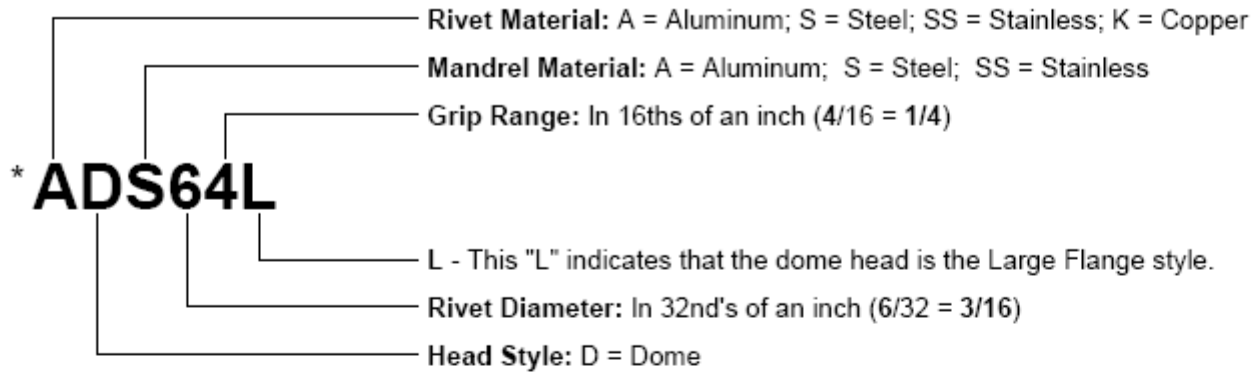 Rivet Material: A = Aluminum; S = Steel; SS = Stainless; K = Copper
Mandrel Material: A = Aluminum; S = Steel; SS = Stainless
Grip Range: In 16ths of an inch (4/16 = 1/4)
* ADS64L
L - This "L" indicates that the dome head is the Large Flange style.
Rivet Diameter: In 32nd's of an inch (6/32 = 3/16)
Head Style: D = Dome